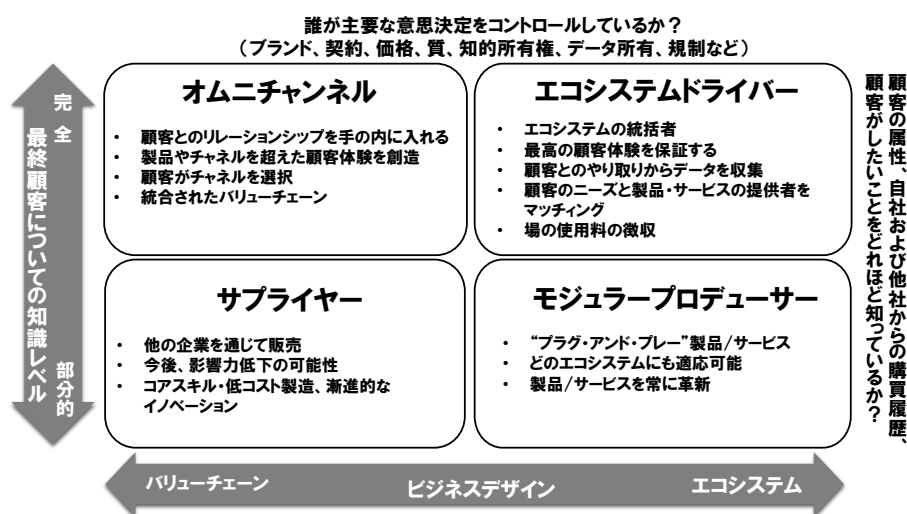 誰が主要な意思決定をコントロールしているか？
（ブランド、契約、価格、質、知的所有権、データ所有、規制など）
完全
最終顧客についての知識レベル
部分的
オムニチャンネル
・ 顧客とのリレーションシップを手の内に入れる
・ 製品やチャネルを超えた顧客体験を創造
・ 顧客がチャネルを選択
・ 統合されたバリューチェーン
エコシステムドライバー
・ エコシステムの統括者
・ 最高の顧客体験を保証する
・ 顧客とのやり取りからデータを収集
・ 顧客のニーズと製品・サービスの提供者を
マッチング
・ 場の使用料の徴収
顧客の属性、自社および他社からの購買履歴、
顧客がしたいことをどれほど知っているか？
サプライヤー
・ 他の企業を通じて販売
・ 今後、影響力低下の可能性
・ コアスキル・低コスト製造、漸進的な
イノベーション
モジュラープロデューサー
・ “プラグ・アンド・プレー”製品/サービス
・ どのエコシステムにも適応可能
・ 製品/サービスを常に革新
バリューチェーン
ビジネスデザイン
エコシステム